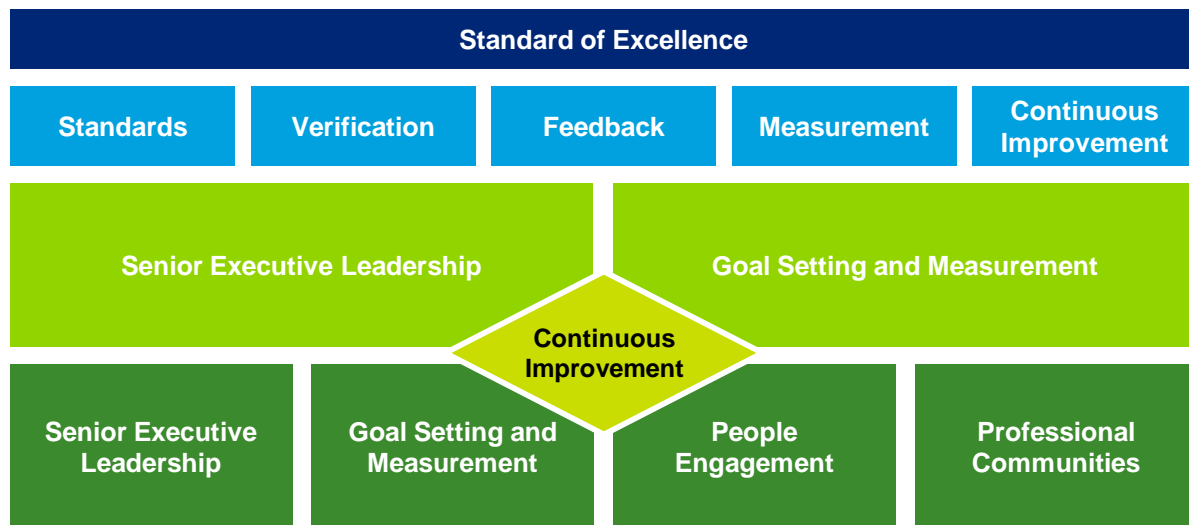 Standard of Excellence
Standards
Verification
Feedback
Measurement
Continuous
Improvement
Senior Executive Leadership
Goal Setting and Measurement
Continuous
Improvement
Senior Executive
Leadership
Goal Setting and
Measurement
People
Engagement
Professional
Communities